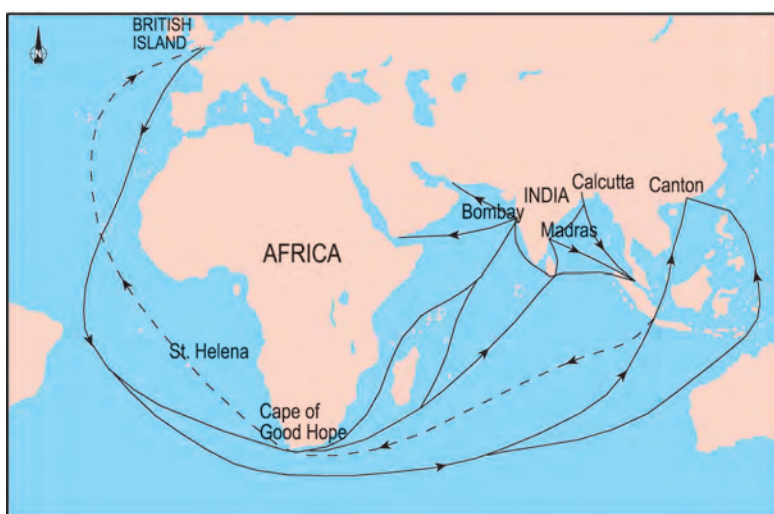 BRITISH
ISLAND
N
INDIA
Calcutta
Canton
Bombay
Madras
AFRICA
St. Helena
Cape of
Good Hope